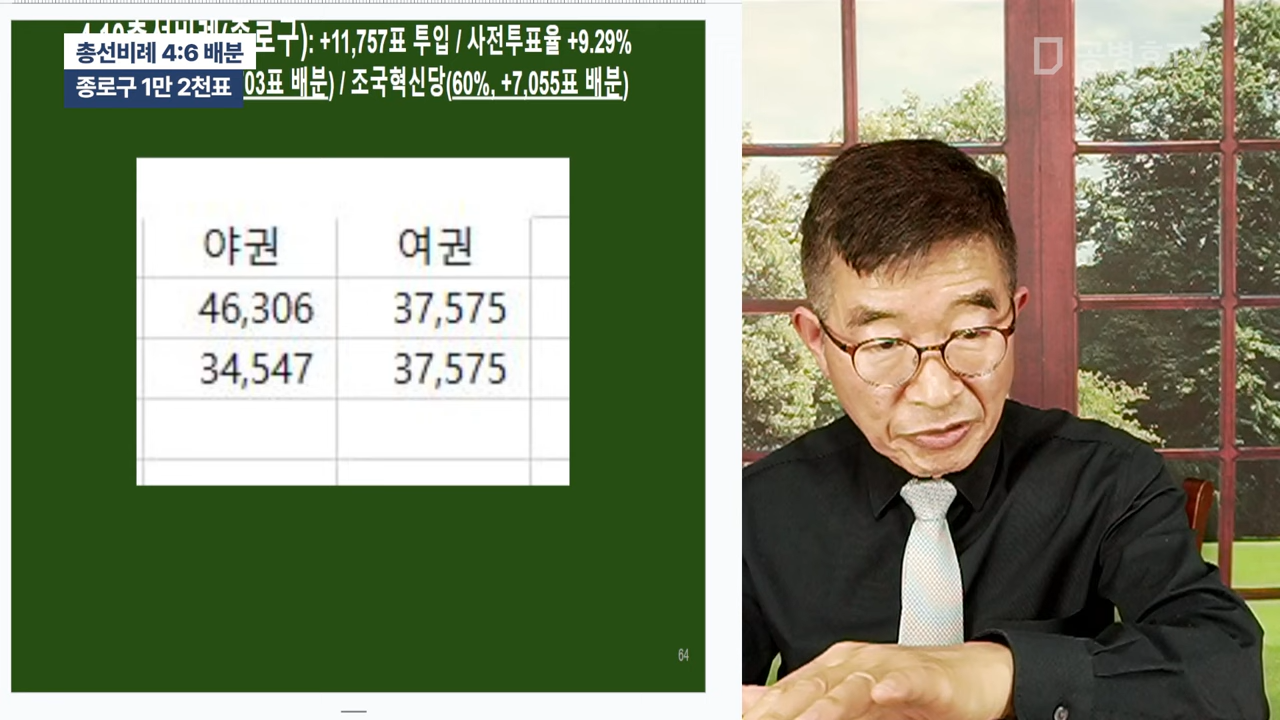 총선비례 4:6 배분
종로구 1만 2천표
로구): +11,757표 투입 / 사전투표율 +9.29%
03표 배분) / 조국혁신당(60%, +7,055표 배분)
야권 여권
46,306 37,575
34,547 37,575
64